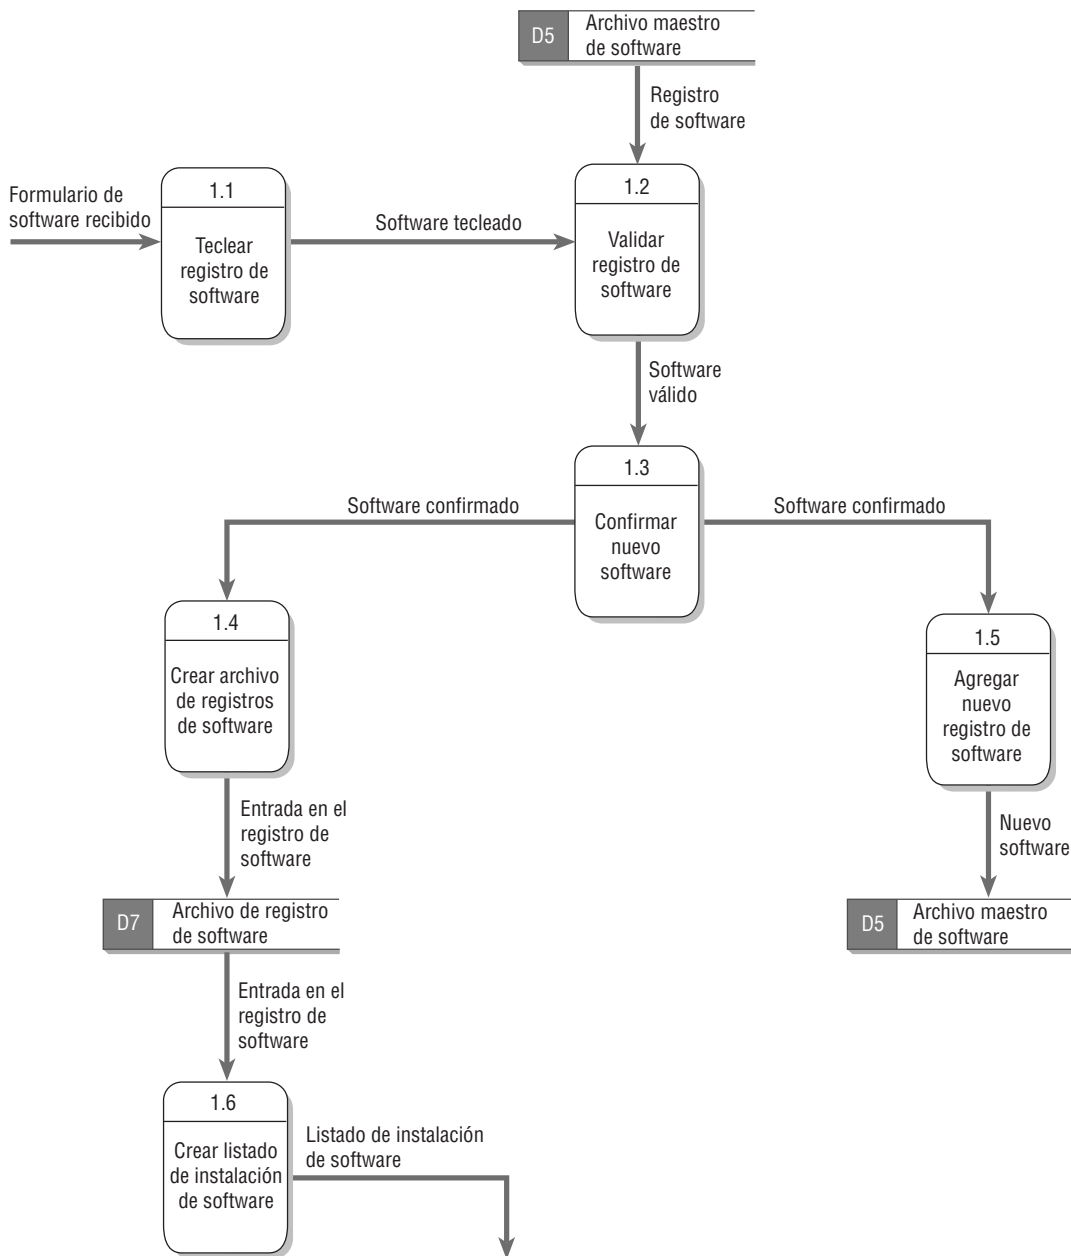 D5
Archivo maestro
de software
Registro
de software
Formulario de
software recibido
1.1
Teclear
registro de
software
Software tecleado
1.2
Validar
registro de
software
Software
válido
1.3
Confirmar
nuevo
software
Software confirmado
Software confirmado
1.4
Crear archivo
de registros
de software
1.5
Agregar
nuevo
registro de
software
Entrada en el
registro de
software
Nuevo
software
D7
Archivo de registro
de software
D5
Archivo maestro
de software
Entrada en el
registro de
software
1.6
Crear listado
de instalación
de software
Listado de instalación
de software